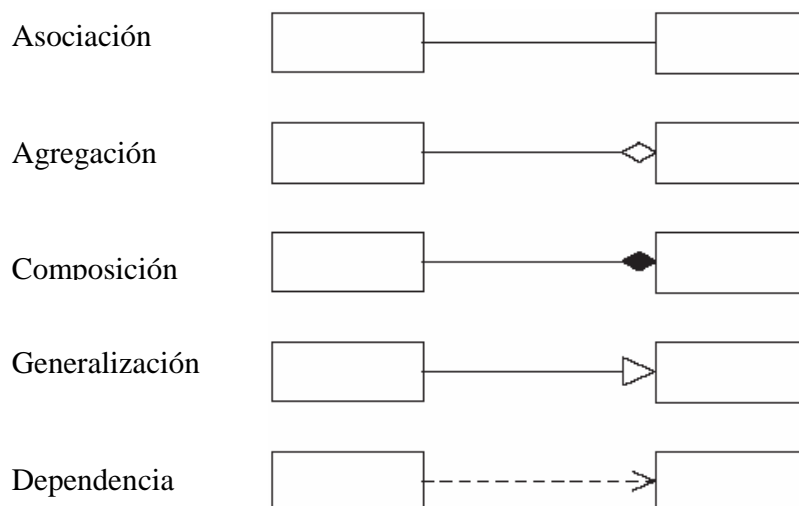 Asociación
Agregación
Composición
Generalización
Dependencia